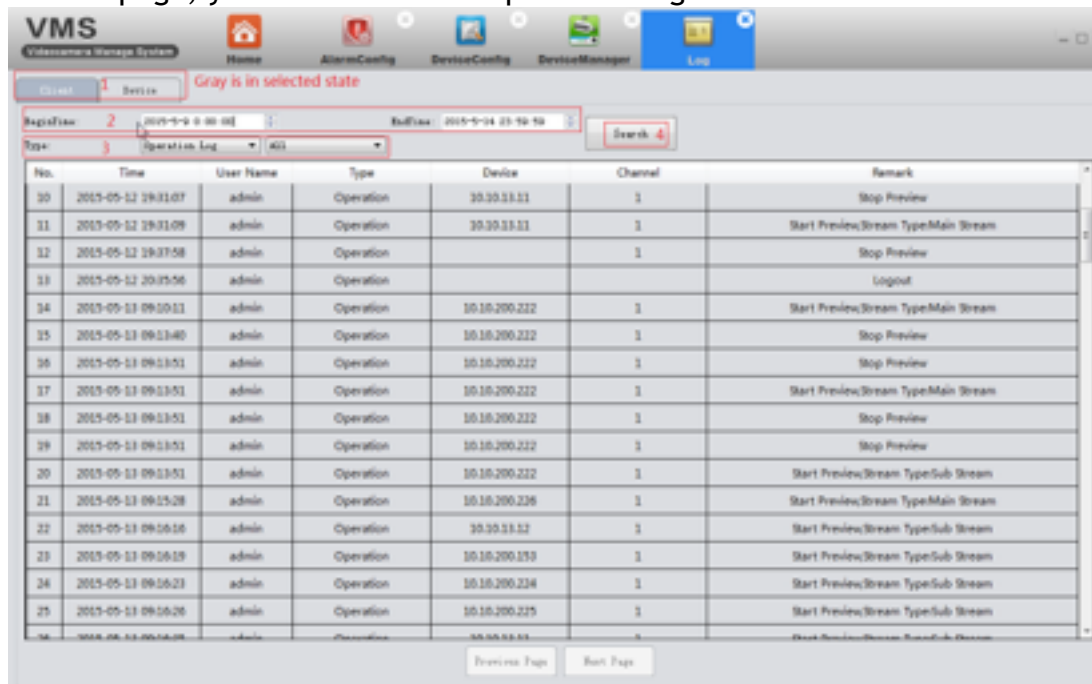 VMS
Videocamera Manage System
Home
AlarmConfig
DeviceConfig
DeviceManager
Log
Client 1 Device Gray is in selected state
BeginTime: 2 2015-5-9 0:00:00 EndTime: 2015-5-14 23:59:59
Search 4
Type: 3 Operation Log All
No. Time User Name Type Device Channel Remark
10 2015-05-12 19:31:07 admin Operation 10.10.13.11 1 Stop Preview
11 2015-05-12 19:31:09 admin Operation 10.10.13.11 1 Start Preview;Stream Type:Main Stream
12 2015-05-12 19:37:58 admin Operation 1 Stop Preview
13 2015-05-12 20:35:56 admin Operation Logout
14 2015-05-13 09:10:11 admin Operation 10.10.200.222 1 Start Preview;Stream Type:Main Stream
15 2015-05-13 09:13:40 admin Operation 10.10.200.222 1 Stop Preview
16 2015-05-13 09:13:51 admin Operation 10.10.200.222 1 Stop Preview
17 2015-05-13 09:13:51 admin Operation 10.10.200.222 1 Start Preview;Stream Type:Main Stream
18 2015-05-13 09:13:51 admin Operation 10.10.200.222 1 Stop Preview
19 2015-05-13 09:13:51 admin Operation 10.10.200.222 1 Stop Preview
20 2015-05-13 09:13:51 admin Operation 10.10.200.222 1 Start Preview;Stream Type:Sub Stream
21 2015-05-13 09:15:28 admin Operation 10.10.200.226 1 Start Preview;Stream Type:Main Stream
22 2015-05-13 09:16:16 admin Operation 10.10.13.12 1 Start Preview;Stream Type:Sub Stream
23 2015-05-13 09:16:19 admin Operation 10.10.200.153 1 Start Preview;Stream Type:Sub Stream
24 2015-05-13 09:16:23 admin Operation 10.10.200.224 1 Start Preview;Stream Type:Sub Stream
25 2015-05-13 09:16:26 admin Operation 10.10.200.225 1 Start Preview;Stream Type:Sub Stream
Previous Page Next Page